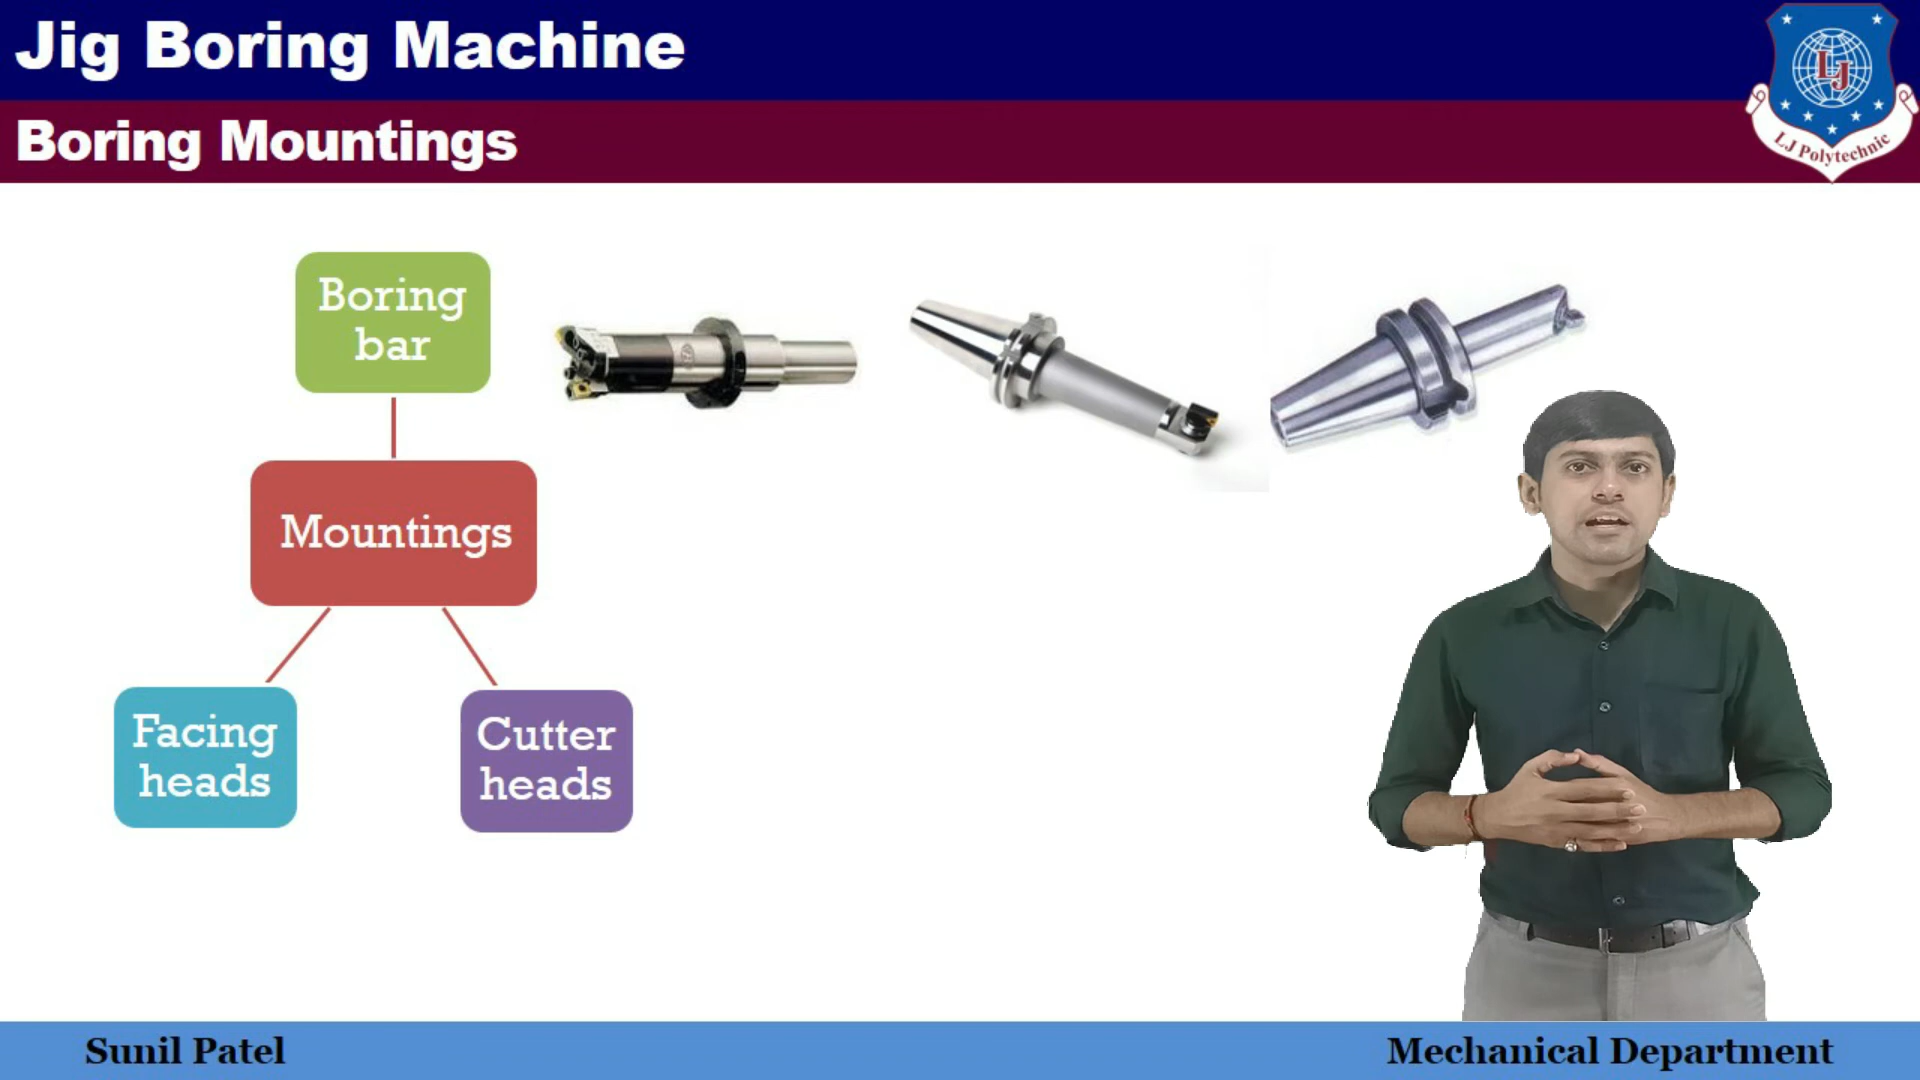 Jig Boring Machine
Boring Mountings
LJ
LJ Polytechnic
Boring
bar
Mountings
Facing
heads
Cutter
heads
Sunil Patel
Mechanical Department